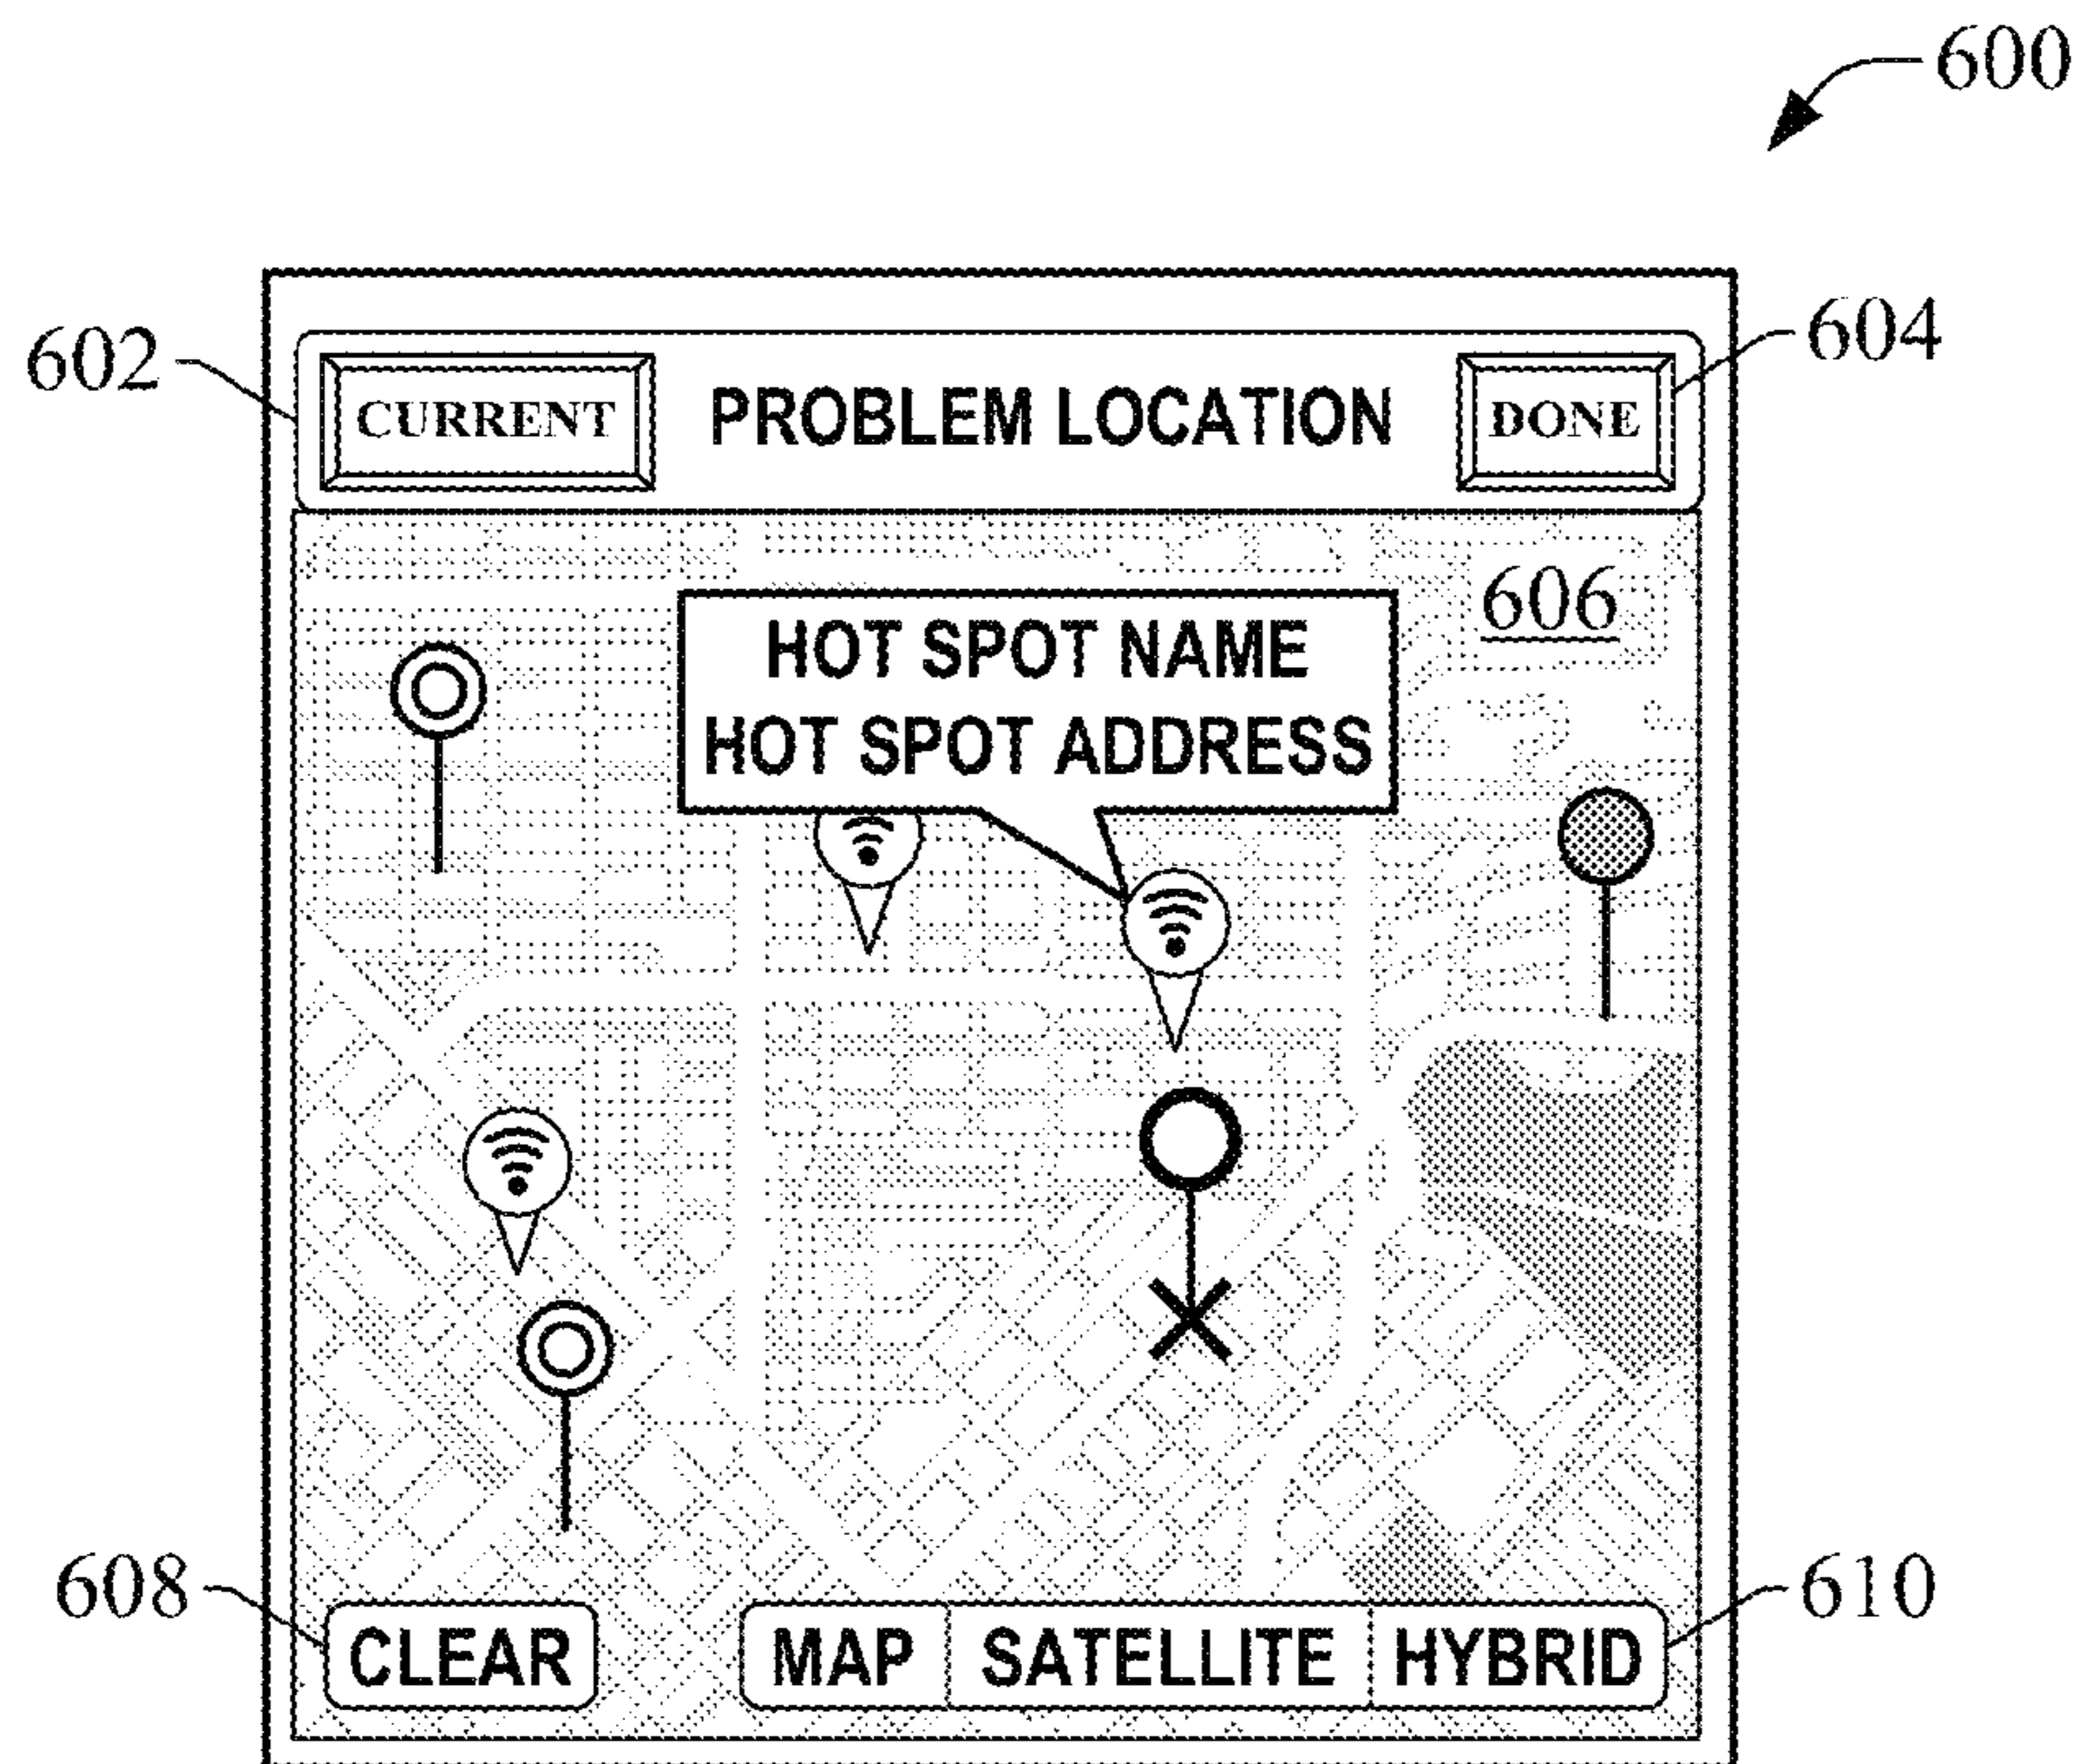 600
602
604
CURRENT PROBLEM LOCATION DONE
606
HOT SPOT NAME
HOT SPOT ADDRESS
608
610
CLEAR MAP SATELLITE HYBRID